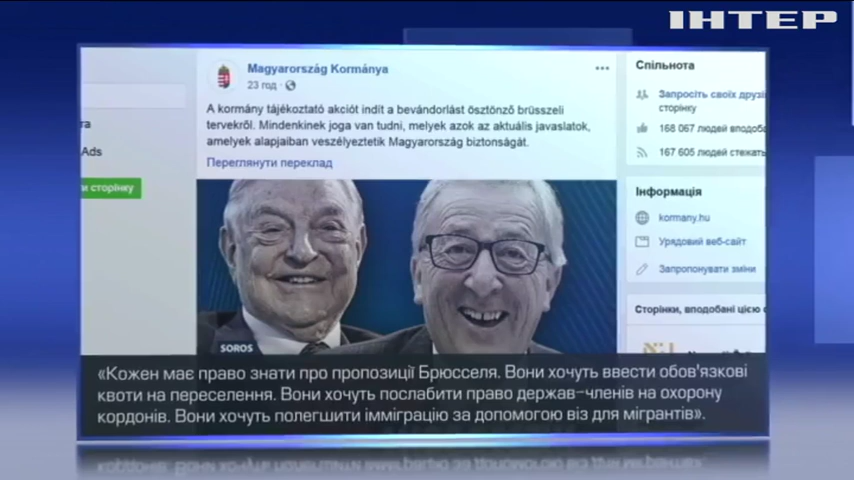 ІНТЕР
Magyarország Kormánya
23 год ·
A kormány tájékoztató akciót indít a bevándorlást ösztönző brüsszeli
tervekről. Mindenkinek joga van tudni, melyek azok az aktuális javaslatok,
amelyek alapjaiban veszélyeztetik Magyarország biztonságát.
Переглянути переклад
Ads
и сторінку
SOROS
Спільнота
Запросіть своїх друзі
сторінку
168 067 людей вподоба
167 605 людей стежать
Інформація
kormany.hu
Урядовий веб-сайт
Запропонувати зміни
Сторінки, вподобані цією с
«Кожен має право знати про пропозиції Брюсселя. Вони хочуть ввести обов'язкові
квоти на переселення. Вони хочуть послабити право держав-членів на охорону
кордонів. Вони хочуть полегшити імміграцію за допомогою віз для мігрантів».